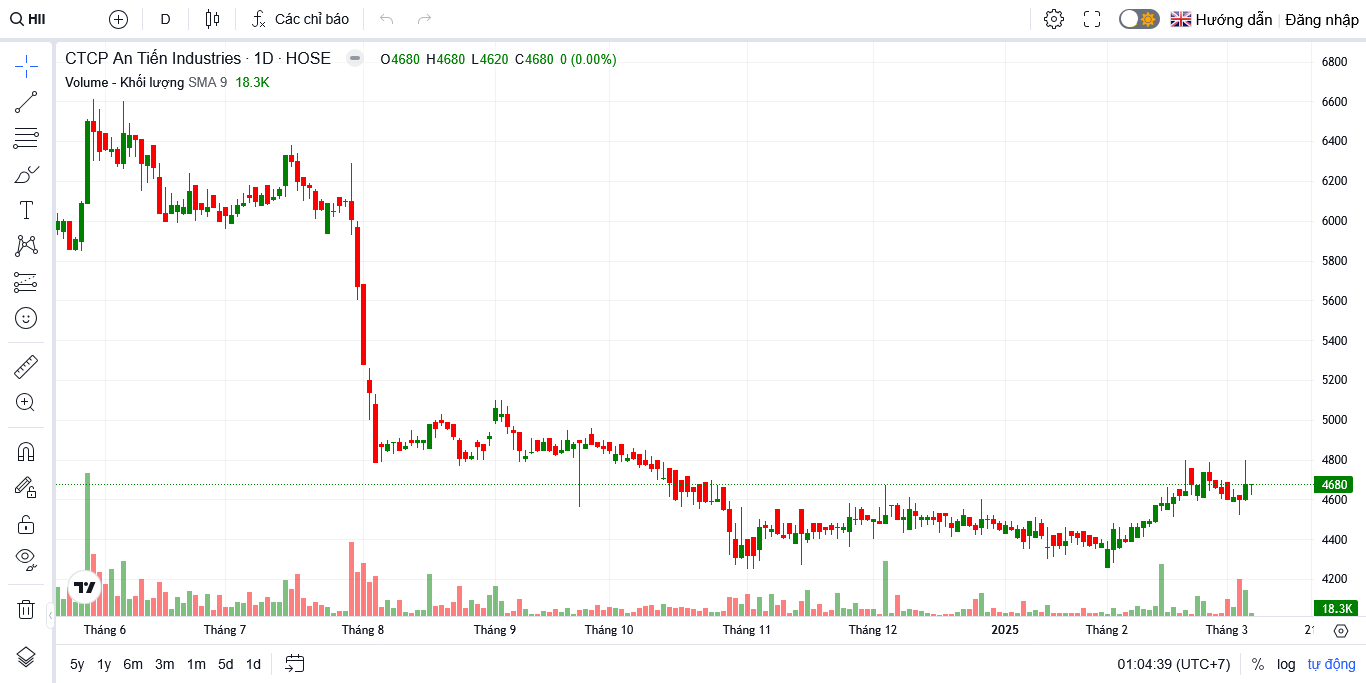 HII D Các chỉ báo Hướng dẫn Đăng nhập
CTCP An Tiến Industries · 1D · HOSE O4680 H4680 L4620 C4680 0 (0.00%)
Volume - Khối lượng SMA 9 18.3K
6800
6600
6400
6200
6000
5800
5600
5400
5200
5000
4800
4680
4600
4400
4200
18.3K
Tháng 6 Tháng 7 Tháng 8 Tháng 9 Tháng 10 Tháng 11 Tháng 12 2025 Tháng 2 Tháng 3
5y 1y 6m 3m 1m 5d 1d 01:04:39 (UTC+7) % log tự động